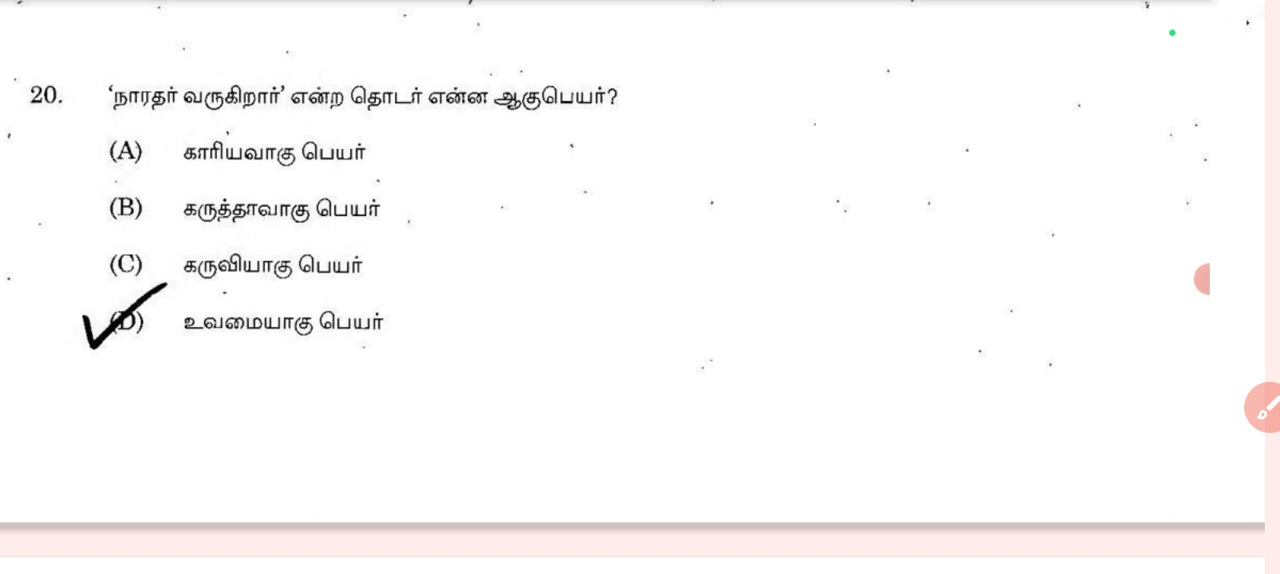 20. 'நாரதர் வருகிறார்' என்ற தொடர் என்ன ஆகுபெயர்?
(A) காரியவாகு பெயர்
(B) கருத்தாவாகு பெயர்
(C) கருவியாகு பெயர்
(D) உவமையாகு பெயர்